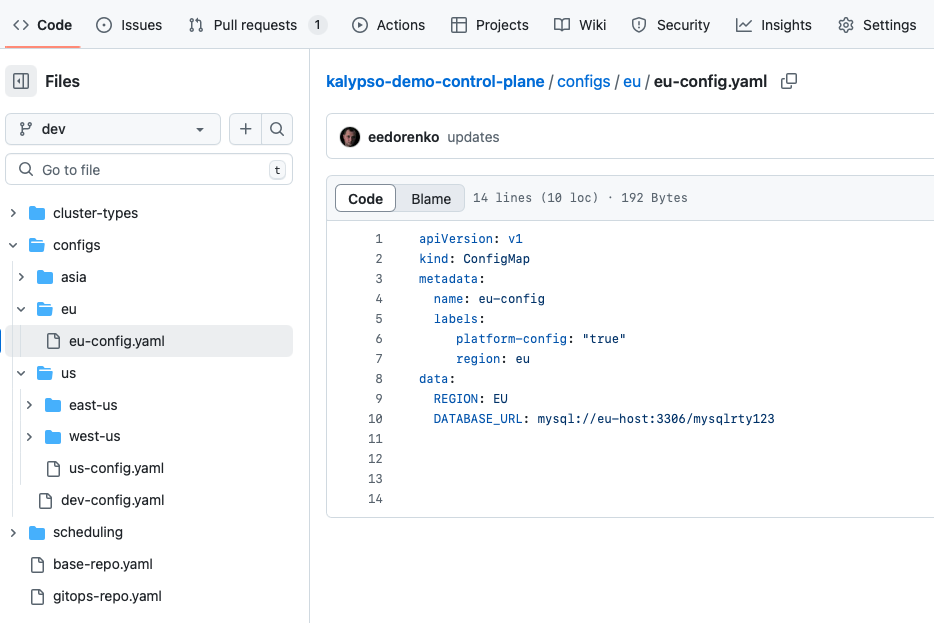 Code Issues Pull requests 1 Actions Projects Wiki Security Insights Settings
Files
dev
Go to file t
cluster-types
configs
asia
eu
eu-config.yaml
us
east-us
west-us
us-config.yaml
dev-config.yaml
scheduling
base-repo.yaml
gitops-repo.yaml
kalypso-demo-control-plane / configs / eu / eu-config.yaml
eedorenko updates
Code Blame 14 lines (10 loc) · 192 Bytes
1 apiVersion: v1
2 kind: ConfigMap
3 metadata:
4 name: eu-config
5 labels:
6 platform-config: "true"
7 region: eu
8 data:
9 REGION: EU
10 DATABASE_URL: mysql://eu-host:3306/mysqlrty123
11
12
13
14